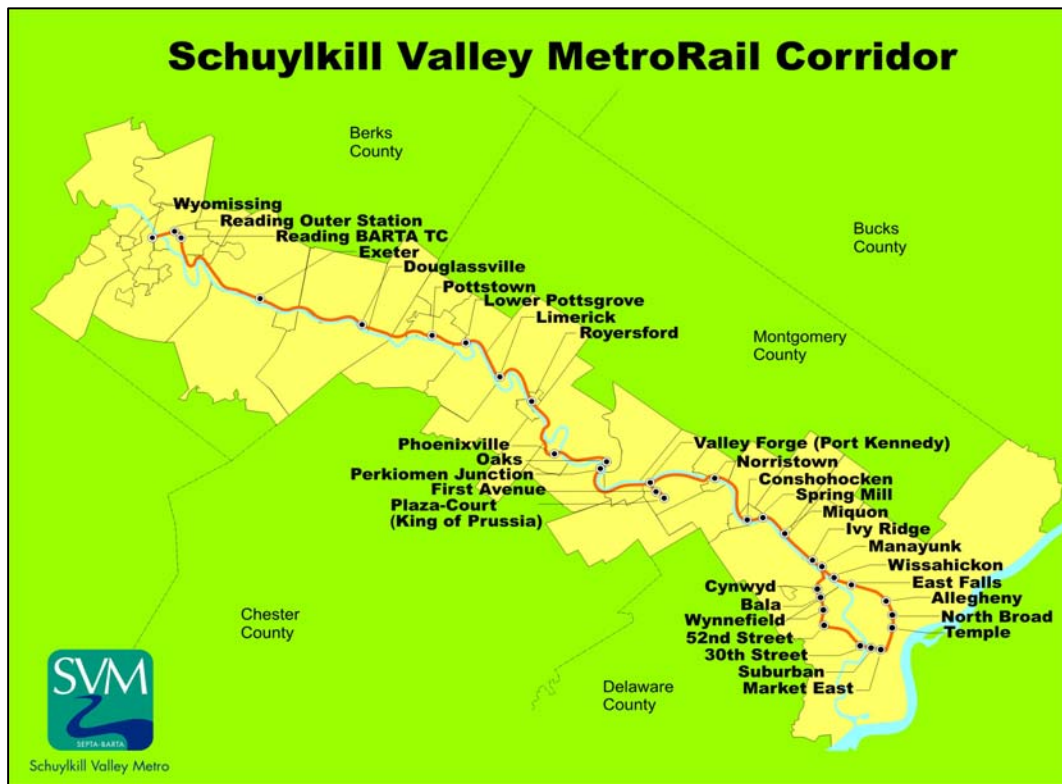 Schuylkill Valley MetroRail Corridor
Berks
County
Wyomissing
Reading Outer Station
Reading BARTA TC
Exeter
Douglassville
Pottstown
Lower Pottsgrove
Limerick
Royersford
Bucks
County
Montgomery
County
Phoenixville
Oaks
Perkiomen Junction
First Avenue
Plaza-Court
(King of Prussia)
Valley Forge (Port Kennedy)
Norristown
Conshohocken
Spring Mill
Miquon
Ivy Ridge
Manayunk
Wissahickon
East Falls
Allegheny
North Broad
Temple
Cynwyd
Bala
Wynnefield
52nd Street
30th Street
Suburban
Market East
Chester
County
Delaware
County
SVM
SEPTA-BARTA
Schuylkill Valley Metro